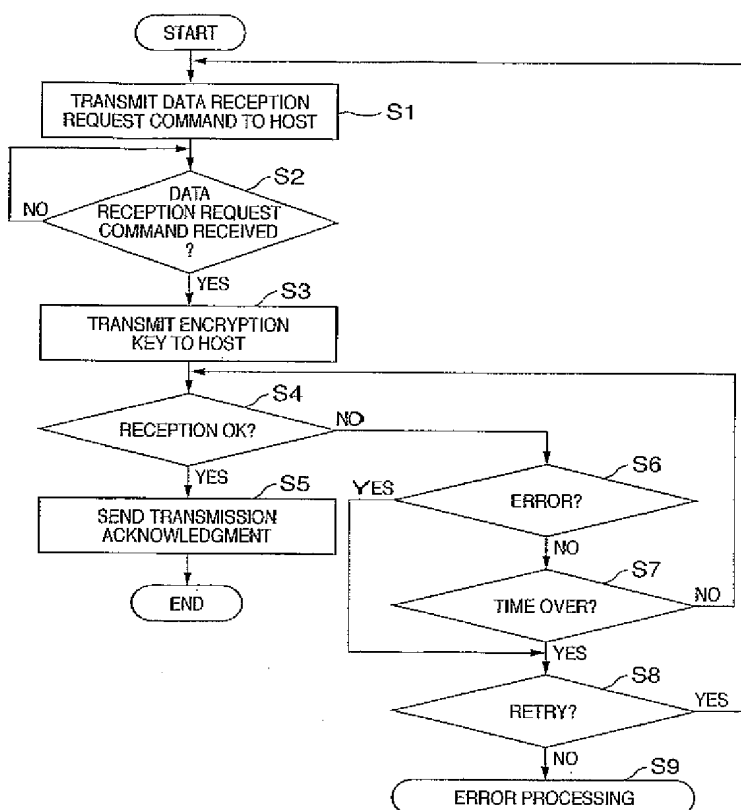 START
TRANSMIT DATA RECEPTION
REQUEST COMMAND TO HOST
S1
S2
DATA
RECEPTION REQUEST
COMMAND RECEIVED
?
NO
YES
S3
TRANSMIT ENCRYPTION
KEY TO HOST
S4
RECEPTION OK?
NO
YES
S5
SEND TRANSMISSION
ACKNOWLEDGMENT
END
S6
YES
ERROR?
NO
S7
TIME OVER?
NO
YES
S8
RETRY?
YES
NO
S9
ERROR PROCESSING